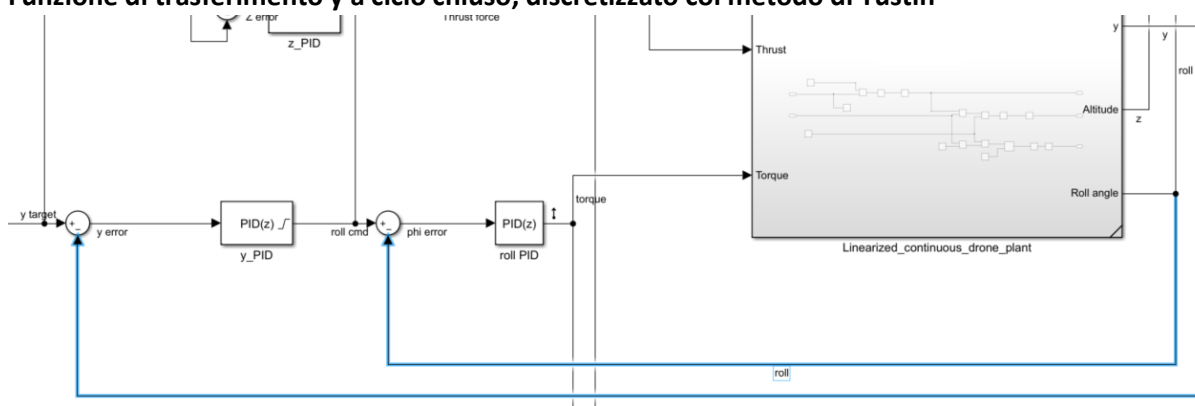 Funzione di trasferimento y a ciclo chiuso, discretizzato col metodo di Tustin
Z error
z_PID
Thrust force
y
y
Thrust
roll
Altitude
z
Torque
Roll angle
torque
y target
y error
PID(z)
y_PID
roll cmd
phi error
PID(z)
roll PID
Linearized_continuous_drone_plant
roll